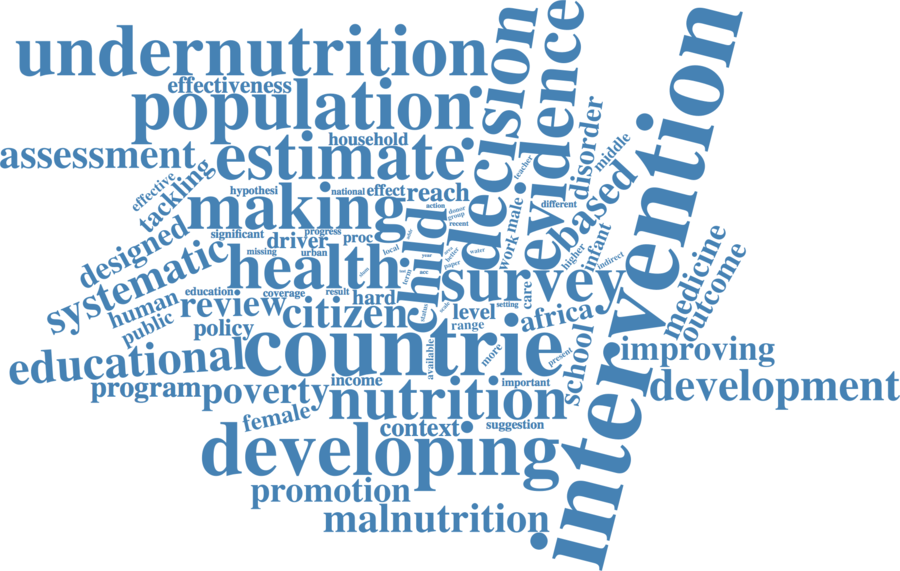 undernutrition
effectiveness
population
household
assessment
estimate
decision
evidence
intervention
disorder
middle
teacher
effective
tackling
hypothesi
national
effect
reach
making
action
donor
group
recent
male
work
different
based
designed
significant
progress
driver
proc
urban
missing
local
child
health
systematic
survey
higher
infant
indirect
medicine
outcome
human
public
education
coverage
result
hard
review
citizen
policy
year
term
status
water
better
paper
care
level
setting
range
africa
available
more
present
school
countrie
educational
improving
development
program
poverty
income
important
nutrition
female
context
suggestion
developing
promotion
malnutrition